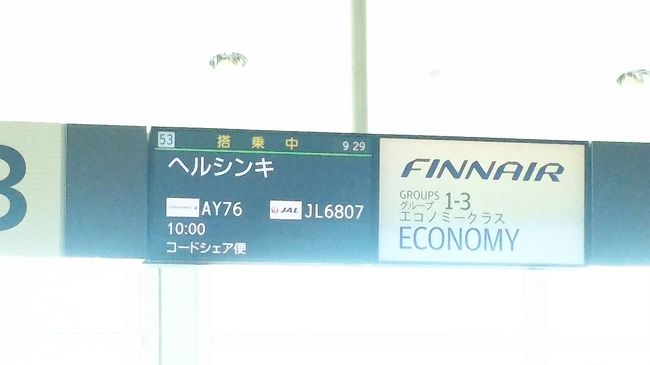 53 搭乗中 9 29
ヘルシンキ
AY76 JAL JL6807
10:00
コードシェア便
FINNAIR
GROUPS
グループ 1-3
エコノミークラス
ECONOMY